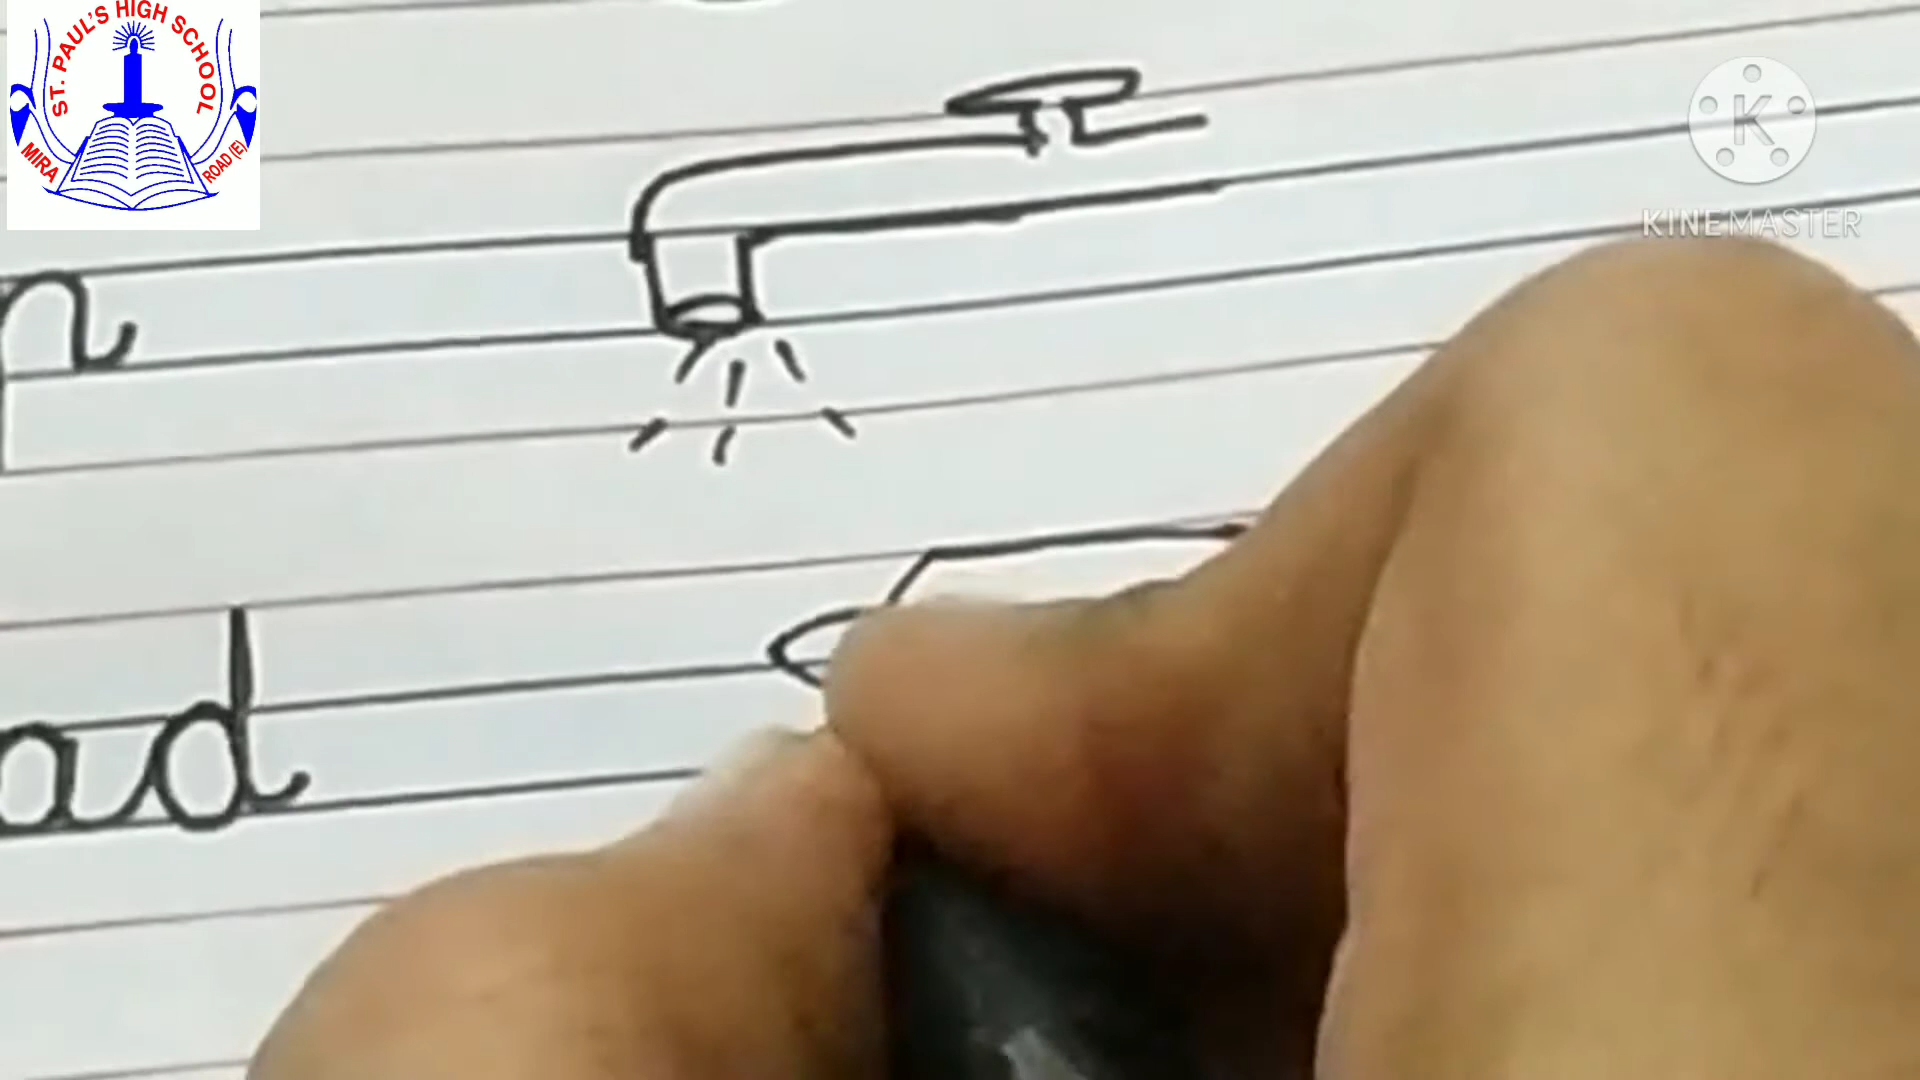 ST. PAUL'S HIGH SCHOOL
MIRA ROAD (E)
K
KINEMASTER
ad